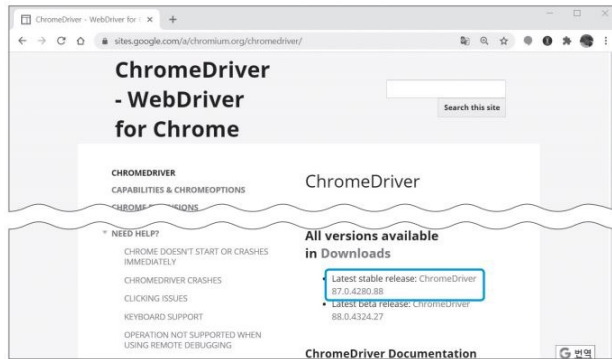 ChromeDriver - WebDriver for
sites.google.com/a/chromium.org/chromedriver/
ChromeDriver
- WebDriver
for Chrome
Search this site
CHROMEDRIVER
CAPABILITIES & CHROMEOPTIONS
ChromeDriver
NEED HELP?
CHROME DOESN'T START OR CRASHES
IMMEDIATELY
CHROMEDRIVER CRASHES
CLICKING ISSUES
KEYBOARD SUPPORT
OPERATION NOT SUPPORTED WHEN
USING REMOTE DEBUGGING
All versions available
in Downloads
Latest stable release: ChromeDriver
87.0.4280.88
Latest beta release: ChromeDriver
88.0.4324.27
ChromeDriver Documentation
G 번역